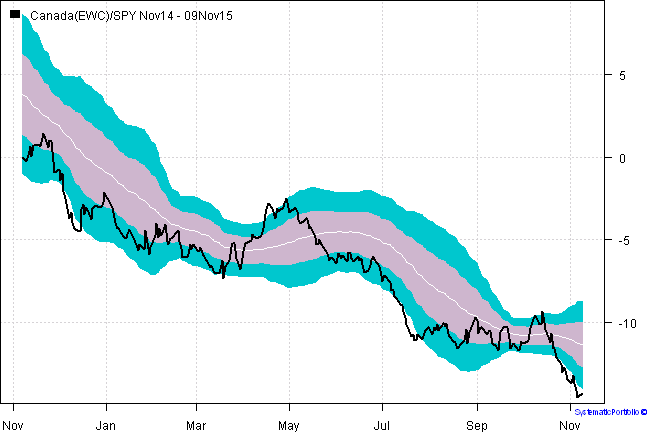 Canada(EWC)/SPY Nov14 - 09Nov15
5
0
-5
-10
Nov Jan Mar May Jul Sep Nov
SystematicPortfolio ©